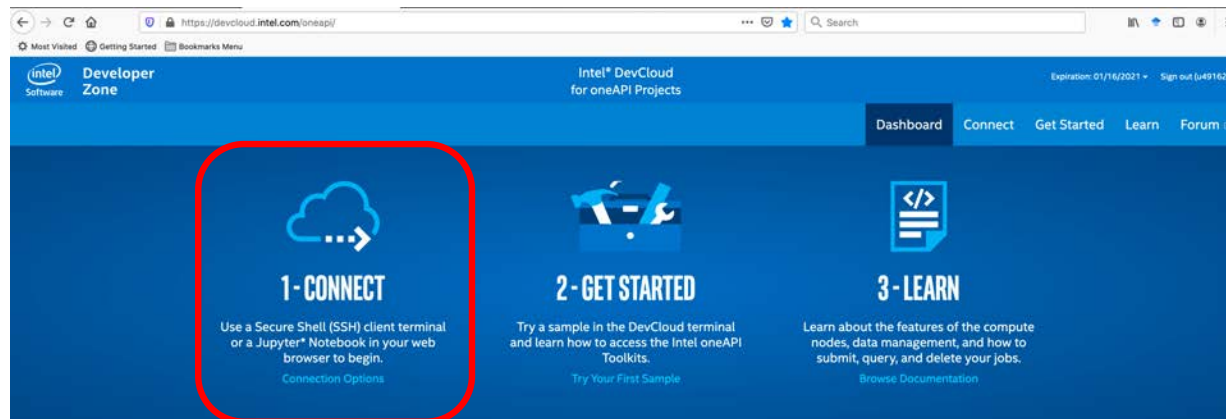 https://devcloud.intel.com/oneapi/
Search
Most Visited Getting Started Bookmarks Menu
intel Software
Developer Zone
Intel® DevCloud
for oneAPI Projects
Expiration: 01/16/2021 Sign out (u49162
Dashboard Connect Get Started Learn Forum
1 - CONNECT
Use a Secure Shell (SSH) client terminal
or a Jupyter* Notebook in your web
browser to begin.
Connection Options
2 - GET STARTED
Try a sample in the DevCloud terminal
and learn how to access the Intel oneAPI
Toolkits.
Try Your First Sample
</>
3 - LEARN
Learn about the features of the compute
nodes, data management, and how to
submit, query, and delete your jobs.
Browse Documentation